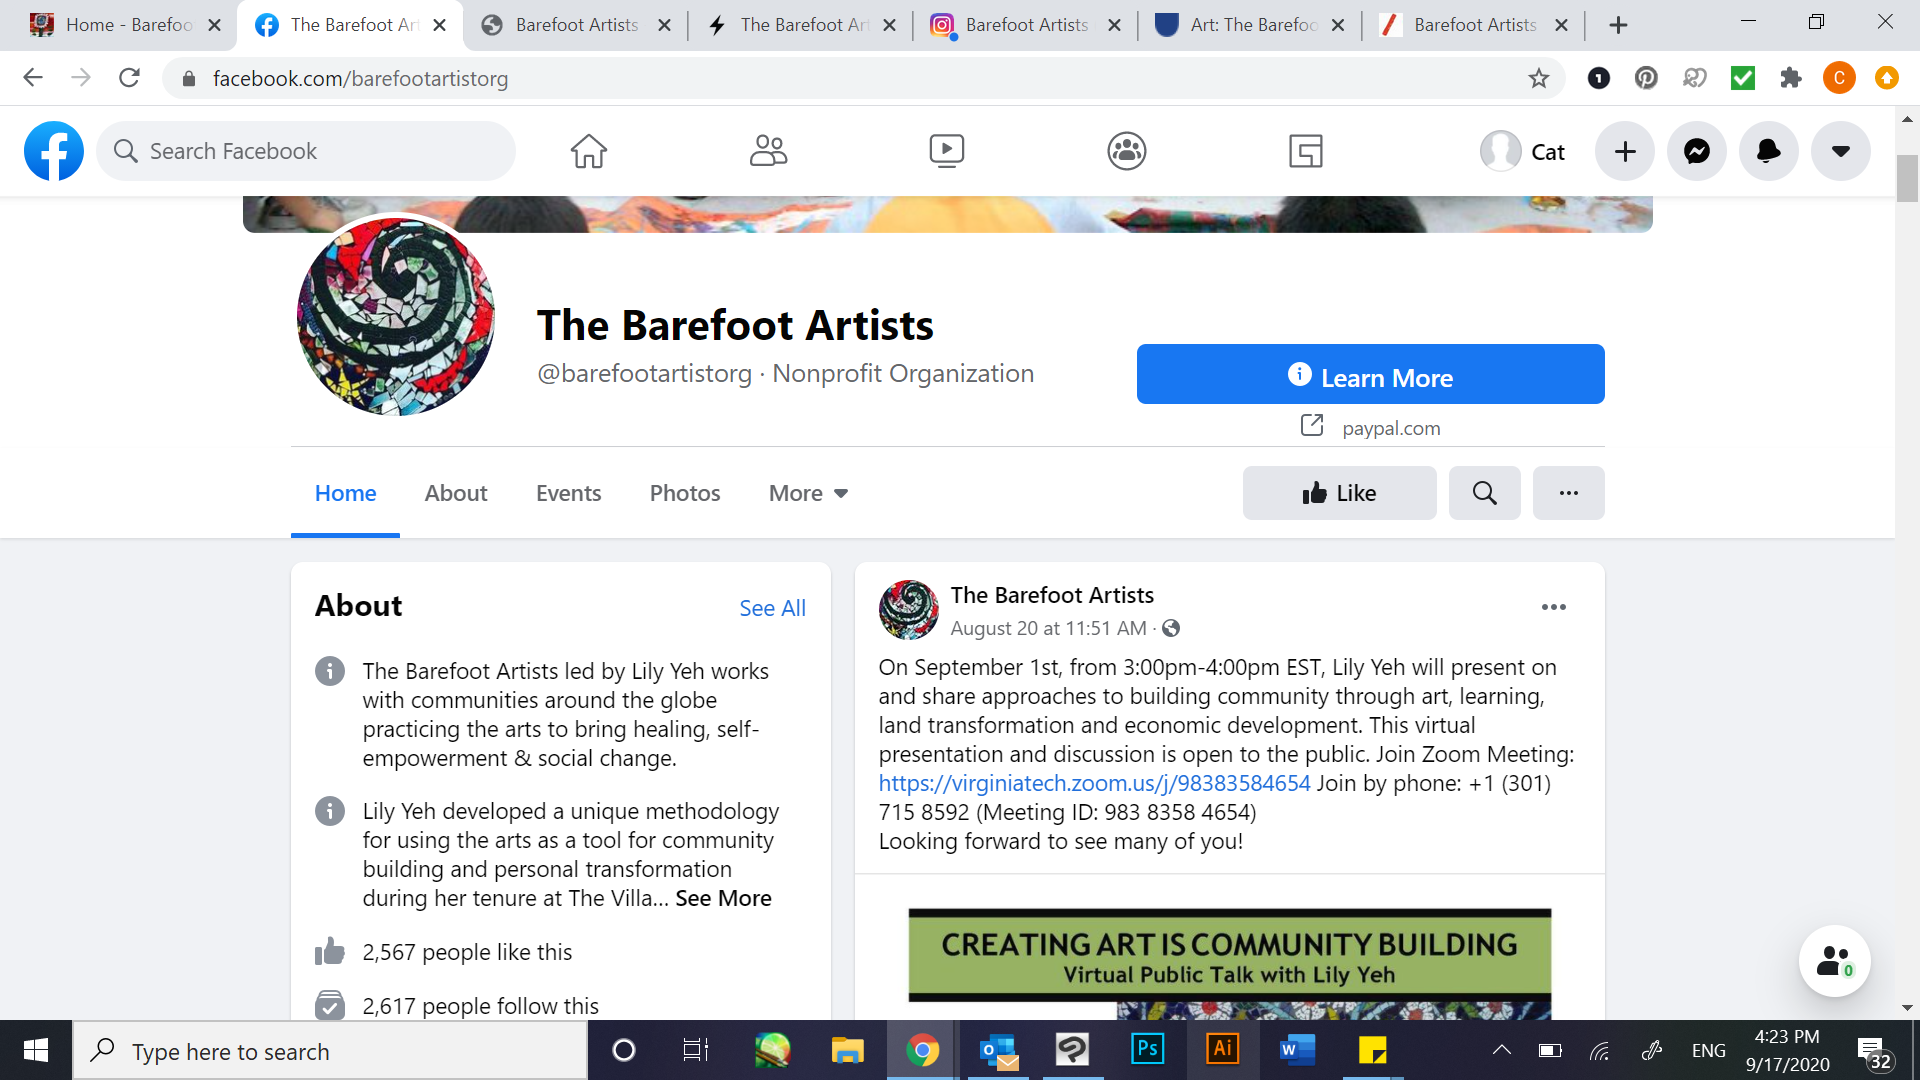 Home - Barefoo
The Barefoot Art
Barefoot Artists
The Barefoot Art
Barefoot Artists
Art: The Barefoo
Barefoot Artists
facebook.com/barefootartistorg
C
Search Facebook
Cat
The Barefoot Artists
@barefootartistorg · Nonprofit Organization
Learn More
paypal.com
Home
About
Events
Photos
More
Like
About
See All
The Barefoot Artists led by Lily Yeh works
with communities around the globe
practicing the arts to bring healing, self-
empowerment & social change.
Lily Yeh developed a unique methodology
for using the arts as a tool for community
building and personal transformation
during her tenure at The Villa... See More
2,567 people like this
2,617 people follow this
The Barefoot Artists
August 20 at 11:51 AM ·
On September 1st, from 3:00pm-4:00pm EST, Lily Yeh will present on
and share approaches to building community through art, learning,
land transformation and economic development. This virtual
presentation and discussion is open to the public. Join Zoom Meeting:
https://virginiatech.zoom.us/j/98383584654 Join by phone: +1 (301)
715 8592 (Meeting ID: 983 8358 4654)
Looking forward to see many of you!
CREATING ART IS COMMUNITY BUILDING
Virtual Public Talk with Lily Yeh
0
Type here to search
Ps
Ai
ENG
4:23 PM
9/17/2020
32